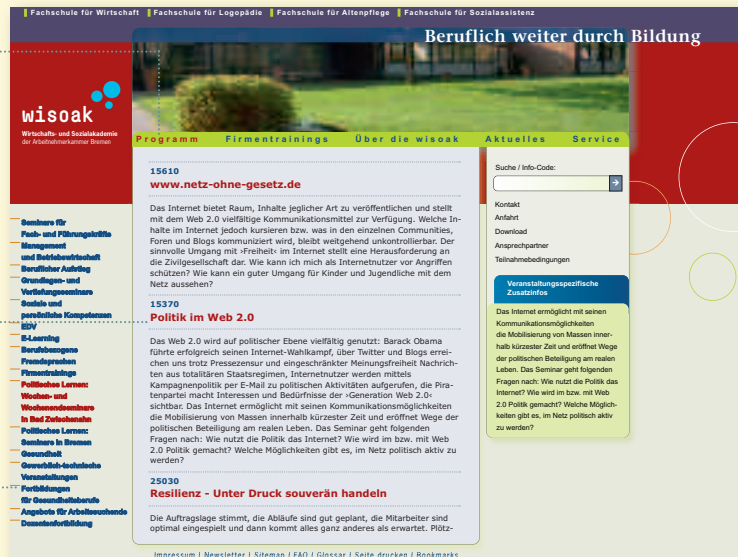 Fachschule für Wirtschaft Fachschule für Logopädie Fachschule für Altenpflege Fachschule für Sozialassistenz
Beruflich weiter durch Bildung
wisoak
Wirtschafts- und Sozialakademie
der Arbeitnehmerkammer Bremen
Programm Firmentrainings Über die wisoak Aktuelles Service
Seminare für
Fach- und Führungskräfte
Management
und Betriebswirtschaft
Beruflicher Aufstieg
Grundlagen- und
Vertiefungsseminare
Soziale und
persönliche Kompetenzen
EDV
E-Learning
Berufsbezogene
Fremdsprachen
Firmentrainings
Politisches Lernen:
Wochen- und
Wochenendseminare
in Bad Zwischenahn
Politisches Lernen:
Seminare in Bremen
Gesundheit
Gewerblich-technische
Veranstaltungen
Fortbildungen
für Gesundheitsberufe
Angebote für Arbeitsuchende
Dozentenfortbildung
15610
www.netz-ohne-gesetz.de
Das Internet bietet Raum, Inhalte jeglicher Art zu veröffentlichen und stellt
mit dem Web 2.0 vielfältige Kommunikationsmittel zur Verfügung. Welche In-
halte im Internet jedoch kursieren bzw. was in den einzelnen Communities,
Foren und Blogs kommuniziert wird, bleibt weitgehend unkontrollierbar. Der
sinnvolle Umgang mit ›Freiheit‹ im Internet stellt eine Herausforderung an
die Zivilgesellschaft dar. Wie kann ich mich als Internetnutzer vor Angriffen
schützen? Wie kann ein guter Umgang für Kinder und Jugendliche mit dem
Netz aussehen?
15370
Politik im Web 2.0
Das Web 2.0 wird auf politischer Ebene vielfältig genutzt: Barack Obama
führte erfolgreich seinen Internet-Wahlkampf, über Twitter und Blogs errei-
chen uns trotz Pressezensur und eingeschränkter Meinungsfreiheit Nachrich-
ten aus totalitären Staatsregimen, Internetnutzer werden mittels
Kampagnenpolitik per E-Mail zu politischen Aktivitäten aufgerufen, die Pira-
tenpartei macht Interessen und Bedürfnisse der ›Generation Web 2.0‹
sichtbar. Das Internet ermöglicht mit seinen Kommunikationsmöglichkeiten
die Mobilisierung von Massen innerhalb kürzester Zeit und eröffnet Wege der
politischen Beteiligung am realen Leben. Das Seminar geht folgenden
Fragen nach: Wie nutzt die Politik das Internet? Wie wird im bzw. mit Web
2.0 Politik gemacht? Welche Möglichkeiten gibt es, im Netz politisch aktiv zu
werden?
25030
Resilienz - Unter Druck souverän handeln
Die Auftragslage stimmt, die Abläufe sind gut geplant, die Mitarbeiter sind
optimal eingespielt und dann kommt alles ganz anderes als erwartet. Plötz-
Suche / Info-Code:
Kontakt
Anfahrt
Download
Ansprechpartner
Teilnahmebedingungen
Veranstaltungsspezifische
Zusatzinfos
Das Internet ermöglicht mit seinen
Kommunikationsmöglichkeiten
die Mobilisierung von Massen inner-
halb kürzester Zeit und eröffnet Wege
der politischen Beteiligung am realen
Leben. Das Seminar geht folgenden
Fragen nach: Wie nutzt die Politik das
Internet? Wie wird im bzw. mit Web
2.0 Politik gemacht? Welche Möglich-
keiten gibt es, im Netz politisch aktiv
zu werden?
Impressum | Newsletter | Sitemap | FAQ | Glossar | Seite drucken | Bookmarks